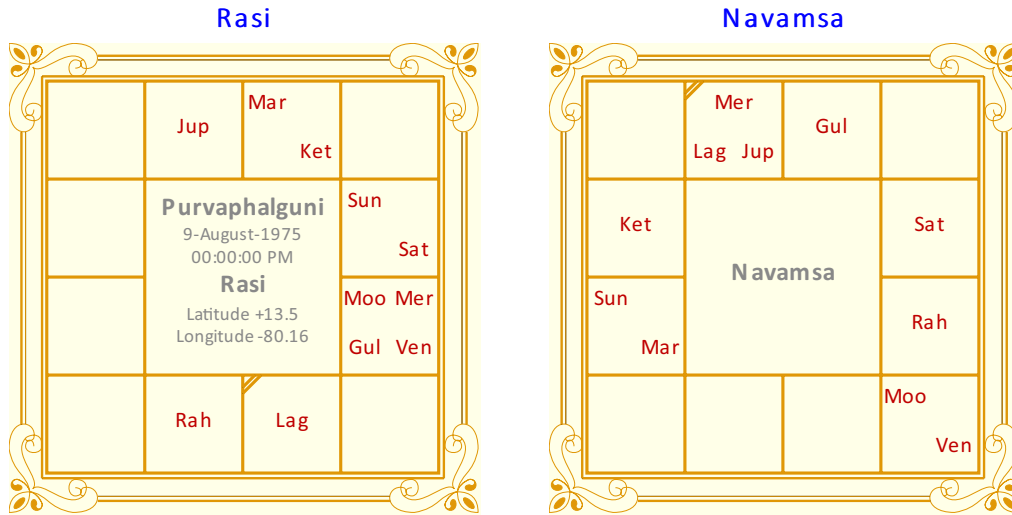 Rasi
Navamsa
Jup
Mar
Ket
Sun
Sat
Moo Mer
Gul Ven
Rah
Lag
Purvaphalguni
9-August-1975
00:00:00 PM
Rasi
Latitude +13.5
Longitude -80.16
Mer
Lag Jup
Gul
Ket
Sat
Sun
Mar
Rah
Moo
Ven
Navamsa